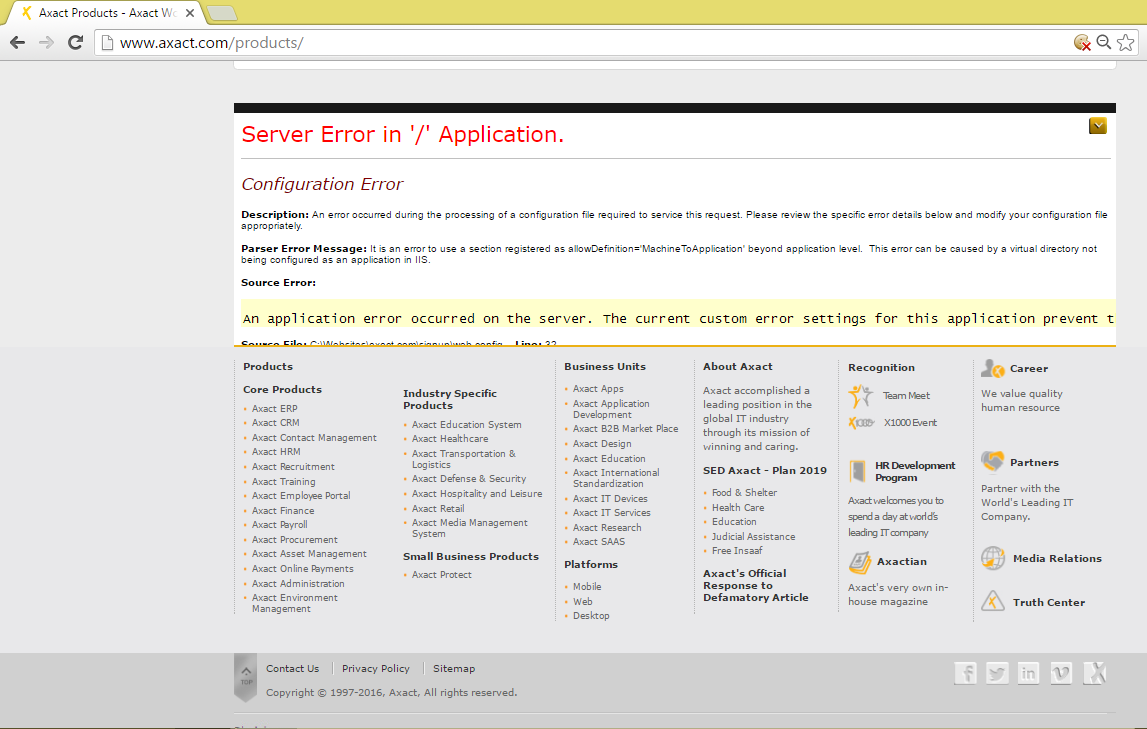 Axact Products - Axact Wo
www.axact.com/products/
Server Error in '/' Application.
Configuration Error
Description: An error occurred during the processing of a configuration file required to service this request. Please review the specific error details below and modify your configuration file
appropriately.
Parser Error Message: It is an error to use a section registered as allowDefinition='MachineToApplication' beyond application level. This error can be caused by a virtual directory not
being configured as an application in IIS.
Source Error:
An application error occurred on the server. The current custom error settings for this application prevent t
Source File: C:\Websites\axact.com\signup\web.config Line: 32
Products
Core Products
Axact ERP
Axact CRM
Axact Contact Management
Axact HRM
Axact Recruitment
Axact Training
Axact Employee Portal
Axact Finance
Axact Payroll
Axact Procurement
Axact Asset Management
Axact Online Payments
Axact Administration
Axact Environment
Management
Industry Specific
Products
Axact Education System
Axact Healthcare
Axact Transportation &
Logistics
Axact Defense & Security
Axact Hospitality and Leisure
Axact Retail
Axact Media Management
System
Small Business Products
Axact Protect
Business Units
Axact Apps
Axact Application
Development
Axact B2B Market Place
Axact Design
Axact Education
Axact International
Standardization
Axact IT Devices
Axact IT Services
Axact Research
Axact SAAS
Platforms
Mobile
Web
Desktop
About Axact
Axact accomplished a
leading position in the
global IT industry
through its mission of
winning and caring.
SED Axact - Plan 2019
Food & Shelter
Health Care
Education
Judicial Assistance
Free Insaaf
Axact's Official
Response to
Defamatory Article
Recognition
Team Meet
X1000 Event
HR Development
Program
Axact welcomes you to
spend a day at world's
leading IT company
Axactian
Axact's very own in-
house magazine
Career
We value quality
human resource
Partners
Partner with the
World's Leading IT
Company.
Media Relations
Truth Center
TOP
Contact Us
Privacy Policy
Sitemap
Copyright © 1997-2016, Axact, All rights reserved.